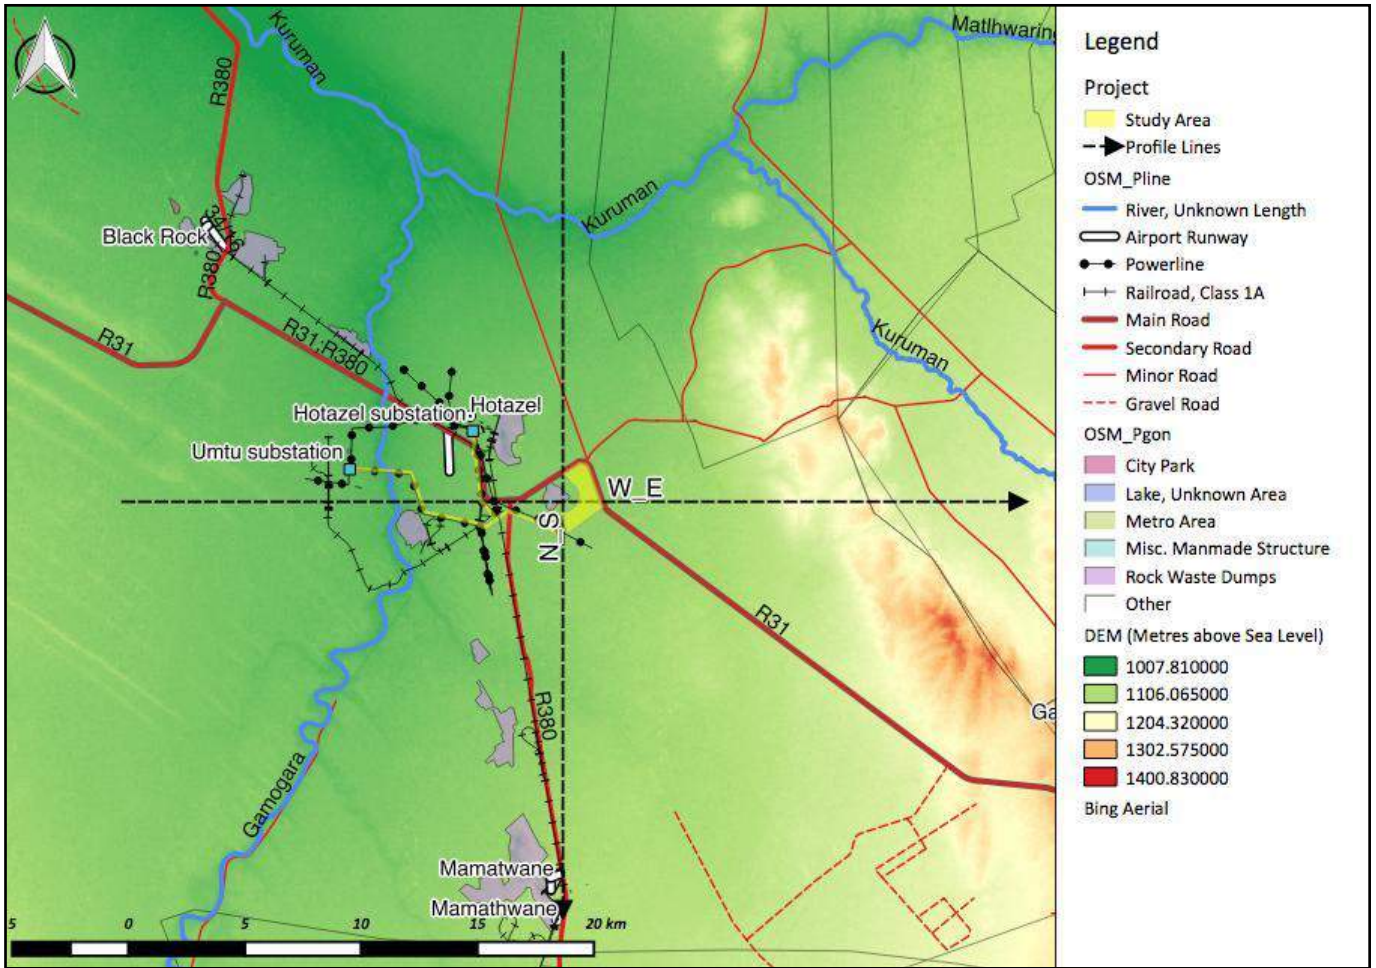 Matlhwaring
Kuruman
R380
34/16
Black Rock
R380
Kuruman
R31
R31;R380
Kuruman
Hotazel substation
Hotazel
Umtu substation
W_E
N_S
R31
R380
Ga
Gamogara
Mamatwane
Mamathwane
5 0 5 10 15 20 km
Legend
Project
Study Area
Profile Lines
OSM_Pline
River, Unknown Length
Airport Runway
Powerline
Railroad, Class 1A
Main Road
Secondary Road
Minor Road
Gravel Road
OSM_Pgon
City Park
Lake, Unknown Area
Metro Area
Misc. Manmade Structure
Rock Waste Dumps
Other
DEM (Metres above Sea Level)
1007.810000
1106.065000
1204.320000
1302.575000
1400.830000
Bing Aerial